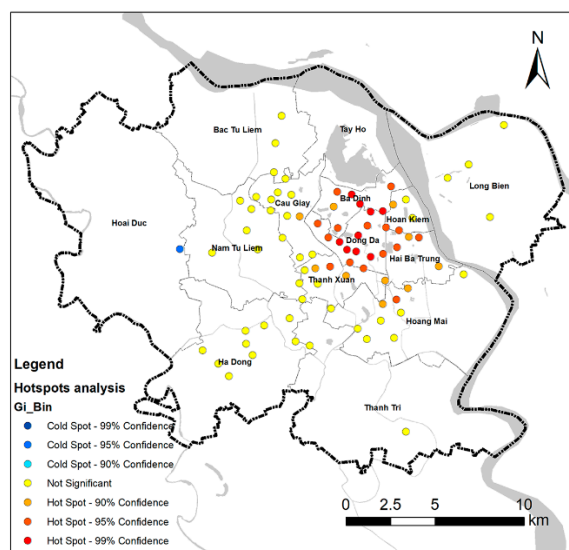 N
Bac Tu Liem
Tay Ho
Long Bien
Ba Dinh
Cau Giay
Hoan Kiem
Hoai Duc
Dong Da
Nam Tu Liem
Hai Ba Trung
Thanh Xuan
Hoang Mai
Ha Dong
Thanh Tri
Legend
Hotspots analysis
Gi_Bin
Cold Spot - 99% Confidence
Cold Spot - 95% Confidence
Cold Spot - 90% Confidence
Not Significant
Hot Spot - 90% Confidence
Hot Spot - 95% Confidence
Hot Spot - 99% Confidence
0 2.5 5 10
km